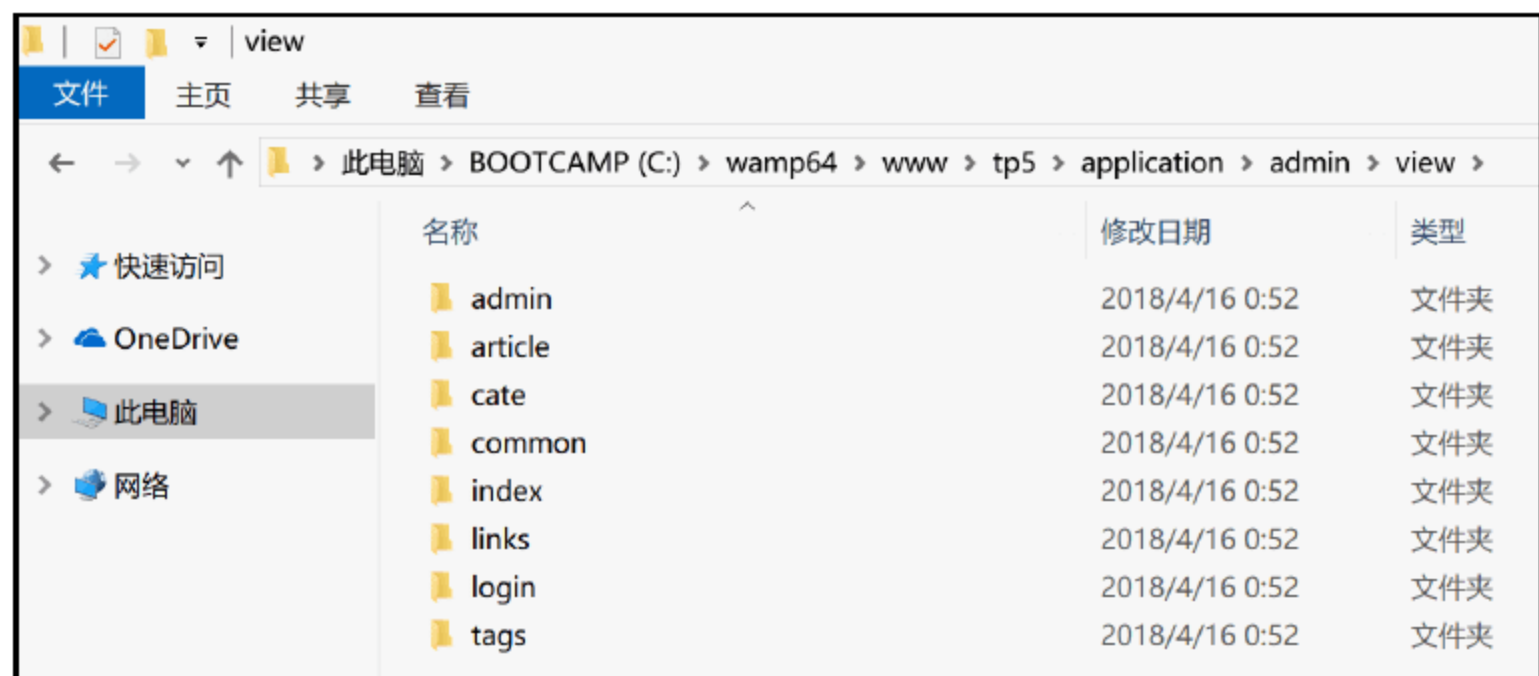 view
文件 主页 共享 查看
此电脑 > BOOTCAMP (C:) > wamp64 > www > tp5 > application > admin > view >
名称 修改日期 类型
快速访问
OneDrive
此电脑
网络
admin 2018/4/16 0:52 文件夹
article 2018/4/16 0:52 文件夹
cate 2018/4/16 0:52 文件夹
common 2018/4/16 0:52 文件夹
index 2018/4/16 0:52 文件夹
links 2018/4/16 0:52 文件夹
login 2018/4/16 0:52 文件夹
tags 2018/4/16 0:52 文件夹